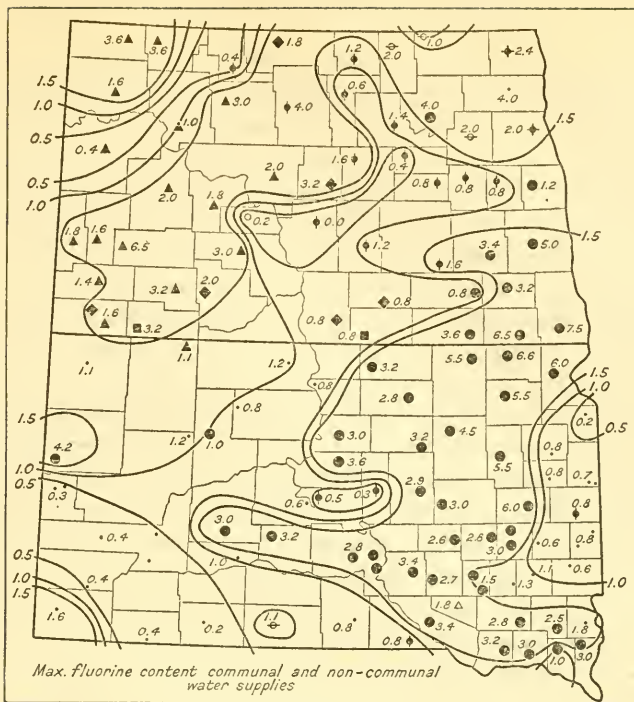 3.6 3.6 0.4 1.8 1.2 2.0 1.0 2.4
1.5 1.6 3.0 4.0 0.6 4.0 4.0
1.0 1.0 1.4 2.0 2.0 1.5
0.5 0.4 1.6
0.5 2.0 2.0 3.2 0.4 0.8 0.8 0.8 1.2
1.0 1.8 0.2 0.0
1.8 1.6 6.5 3.0 1.2 1.6 3.4 5.0 1.5
1.4 3.2 2.0 0.8 0.8 3.2
1.6 3.2 0.8 0.8 3.6 6.5 7.5
1.1 1.1 1.2 3.2 5.5 6.6 6.0
0.8 2.8 5.5 1.5
1.0
1.5 0.8 0.2
4.2 1.2 1.0 3.0 3.2 4.5 0.8 0.5
1.0 3.6 5.5 0.8 0.7
0.5 0.3 0.6 0.5 0.3 2.9 3.0 6.0 0.8
0.4 3.0 3.2 2.6 2.6 3.0 0.6 0.8
0.5 1.0 2.8 3.4 2.7 1.5 1.3 1.1 0.6
1.0 0.4 1.0
1.5 1.6 0.4 0.2 1.1 0.8 0.8 1.8 3.4 2.8 2.5 1.8
3.2 3.0 1.0 3.0
Max. fluorine content communal and non-communal
water supplies